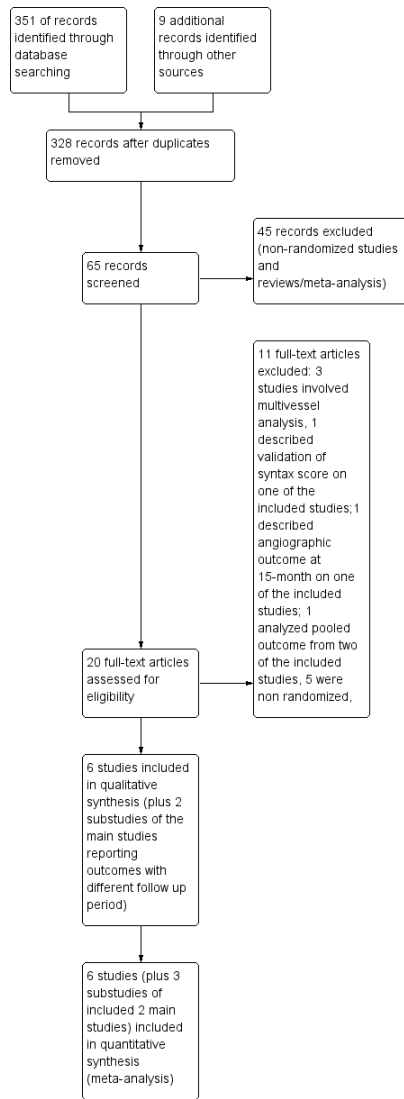 351 of records
identified through
database
searching
9 additional
records identified
through other
sources
328 records after duplicates
removed
65 records
screened
45 records excluded
(non-randomized studies
and
reviews/meta-analysis)
11 full-text articles
excluded: 3
studies involved
multivessel
analysis, 1
described
validation of
syntax score on
one of the
included studies;1
described
angiographic
outcome at
15-month on one
of the included
studies; 1
analyzed pooled
outcome from two
of the included
studies, 5 were
non randomized,
20 full-text articles
assessed for
eligibility
6 studies included
in qualitative
synthesis (plus 2
substudies of the
main studies
reporting
outcomes with
different follow up
period)
6 studies (plus 3
substudies of
included 2 main
studies) included
in quantitative
synthesis
(meta-analysis)